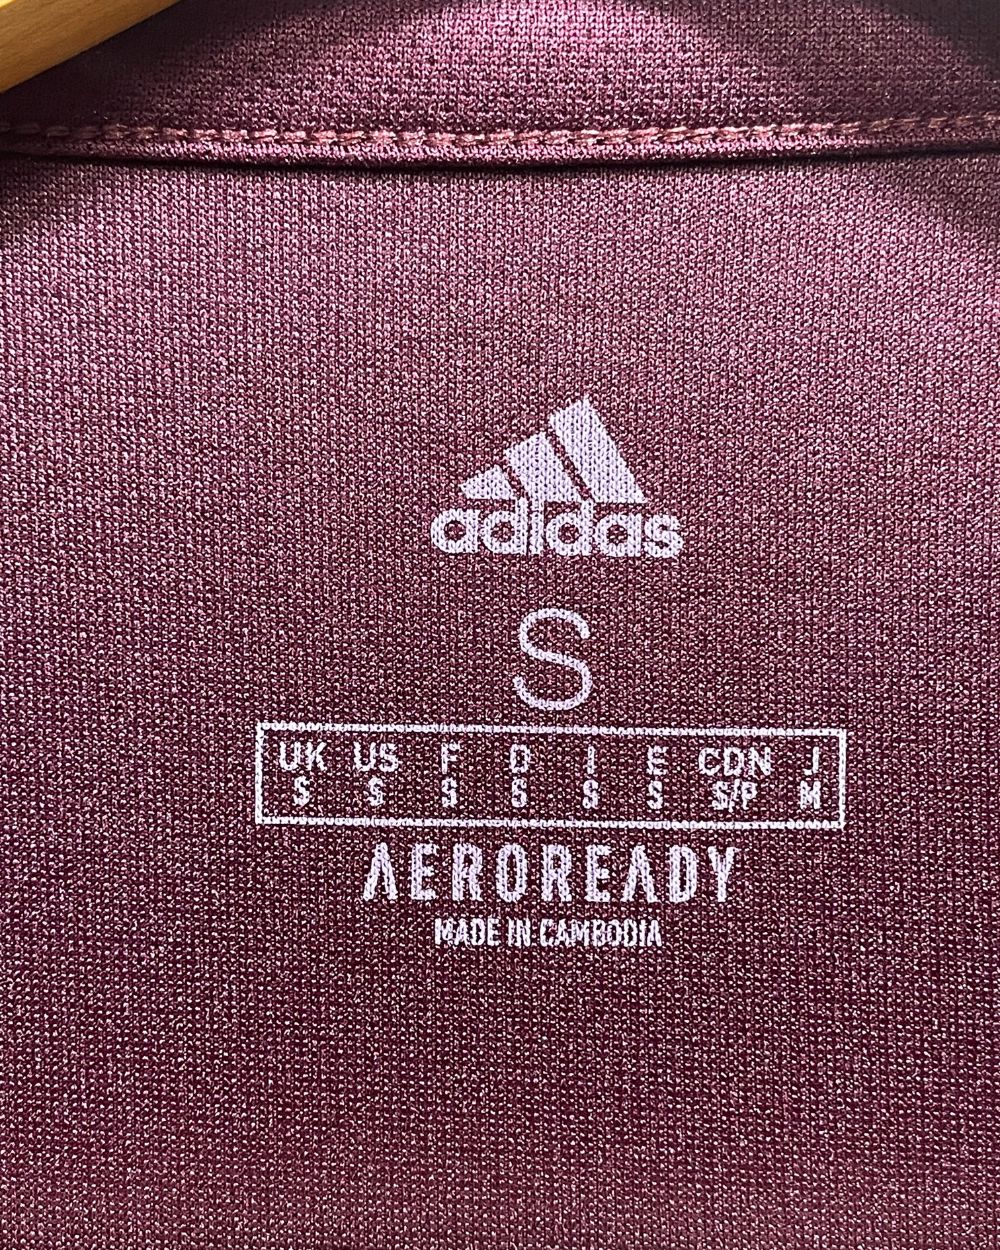 adidas
S
UK US F D I E CDN J
S S S S S S S/P M
AEROREADY
MADE IN CAMBODIA